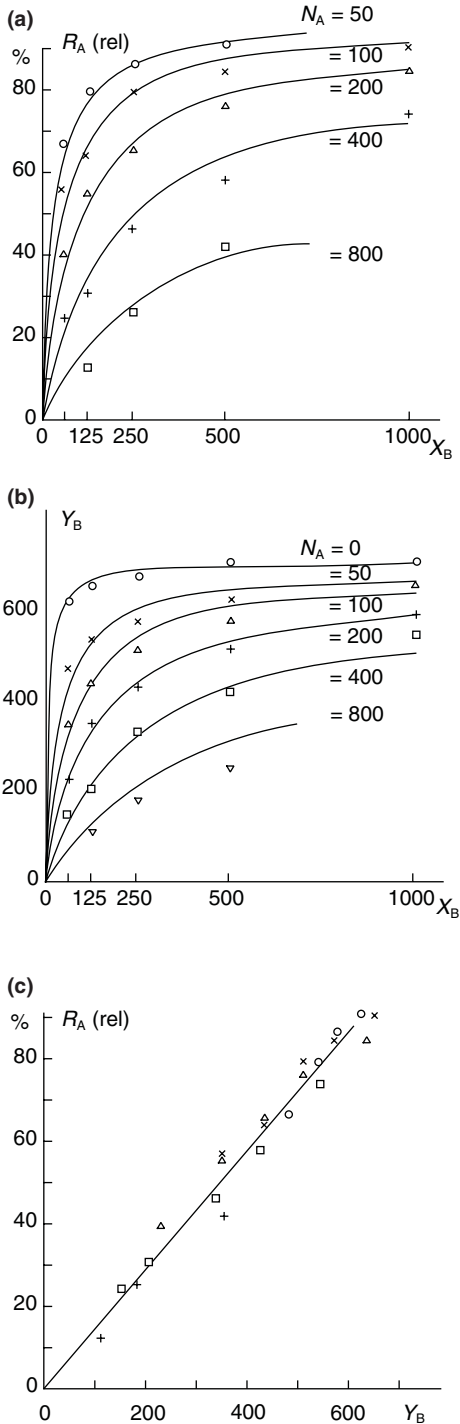 (a)
% R_A (rel) N_A = 50
= 100
80 = 200
60 = 400
40
= 800
20
0
0 125 250 500 1000 X_B
(b)
Y_B
N_A = 0
= 50
600 = 100
= 200
400 = 400
= 800
200
0
0 125 250 500 1000 X_B
(c)
% R_A (rel)
80
60
40
20
0
0 200 400 600 Y_B